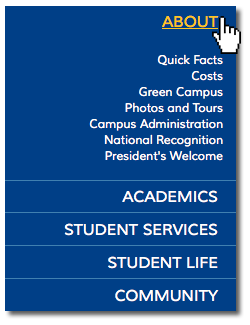 ABOUT
Quick Facts
Costs
Green Campus
Photos and Tours
Campus Administration
National Recognition
President's Welcome
ACADEMICS
STUDENT SERVICES
STUDENT LIFE
COMMUNITY